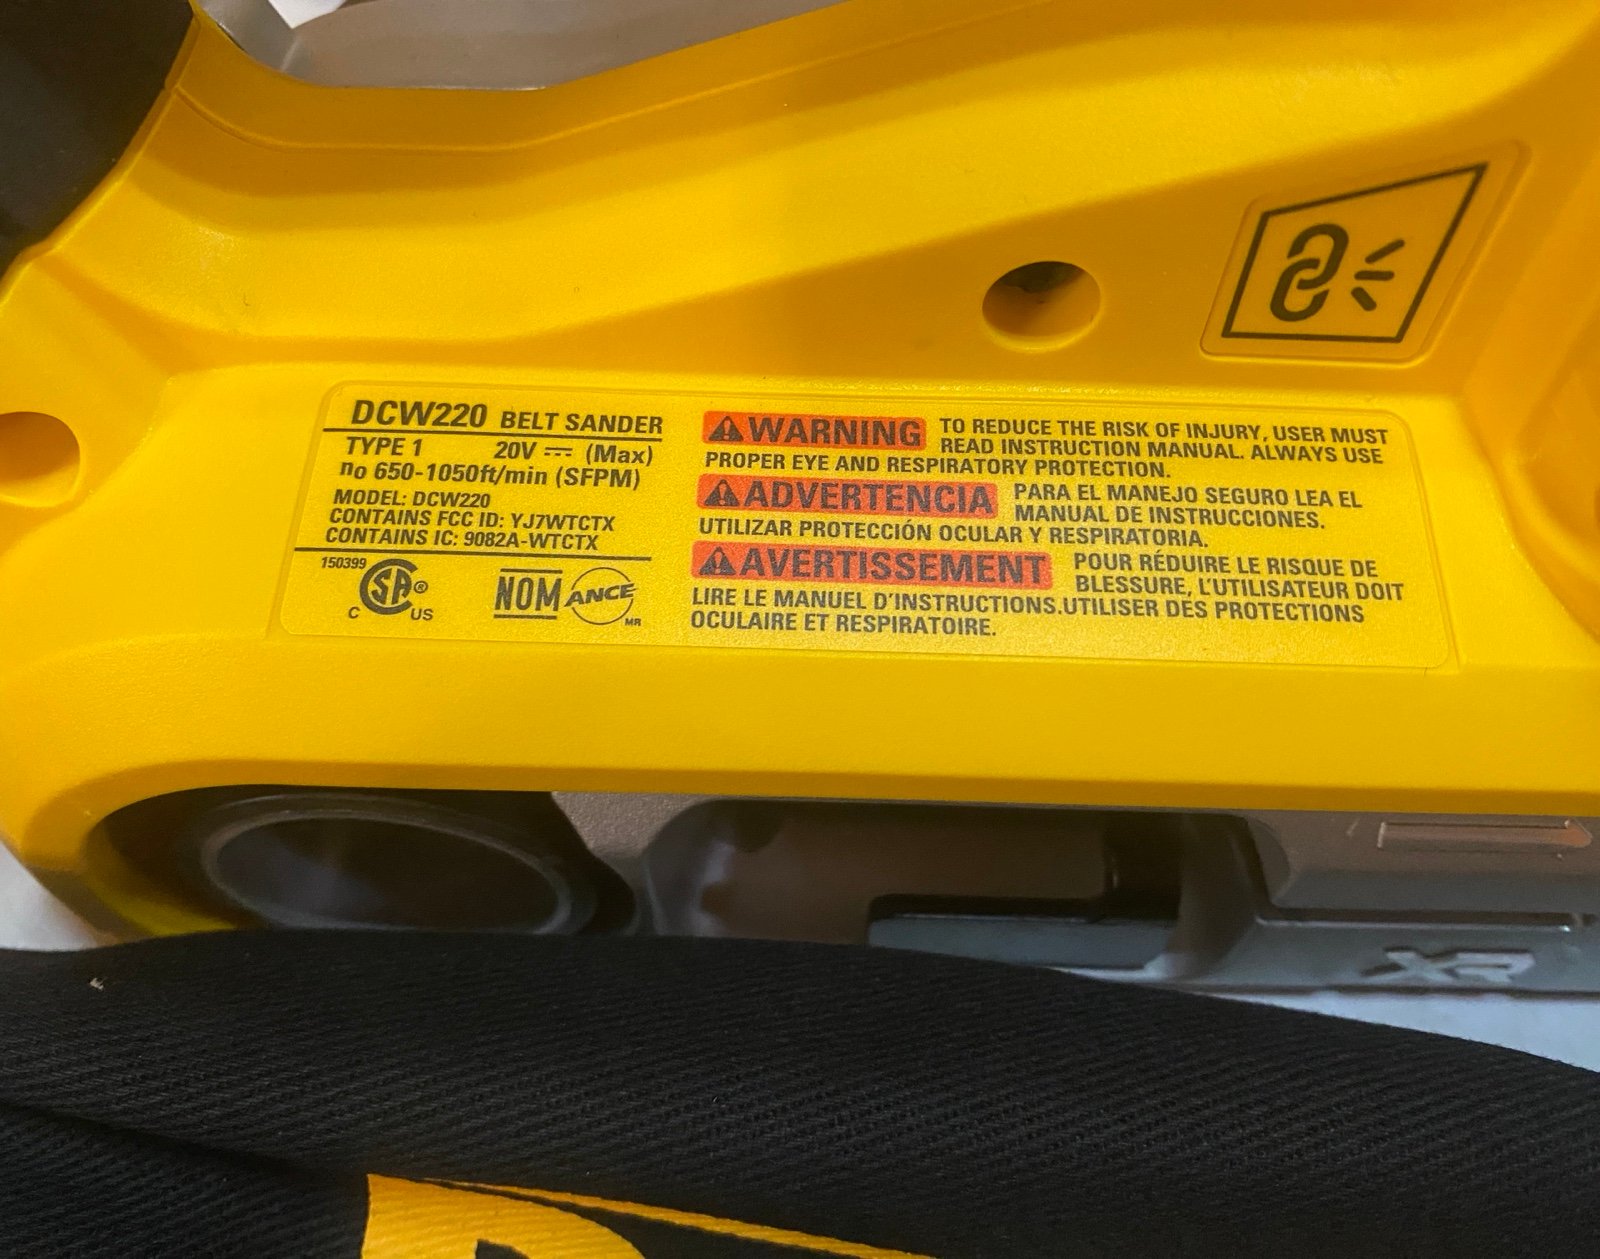 DCW220 BELT SANDER
TYPE 1 20V ⎓ (Max)
no 650-1050ft/min (SFPM)
MODEL: DCW220
CONTAINS FCC ID: YJ7WTCTX
CONTAINS IC: 9082A-WTCTX
150399
SA ®
C US
NOM ANCE
MR
WARNING TO REDUCE THE RISK OF INJURY, USER MUST
READ INSTRUCTION MANUAL. ALWAYS USE
PROPER EYE AND RESPIRATORY PROTECTION.
ADVERTENCIA PARA EL MANEJO SEGURO LEA EL
MANUAL DE INSTRUCCIONES.
UTILIZAR PROTECCIÓN OCULAR Y RESPIRATORIA.
AVERTISSEMENT POUR RÉDUIRE LE RISQUE DE
BLESSURE, L'UTILISATEUR DOIT
LIRE LE MANUEL D'INSTRUCTIONS.UTILISER DES PROTECTIONS
OCULAIRE ET RESPIRATOIRE.
XR